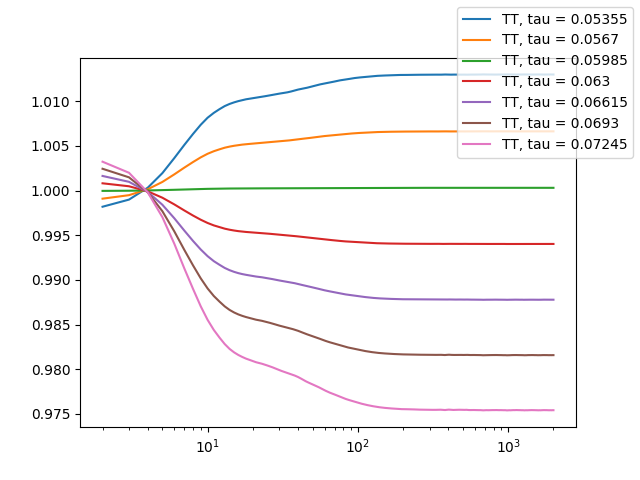 TT, tau = 0.05355
TT, tau = 0.0567
TT, tau = 0.05985
TT, tau = 0.063
TT, tau = 0.06615
TT, tau = 0.0693
TT, tau = 0.07245
1.010
1.005
1.000
0.995
0.990
0.985
0.980
0.975
10¹ 10² 10³